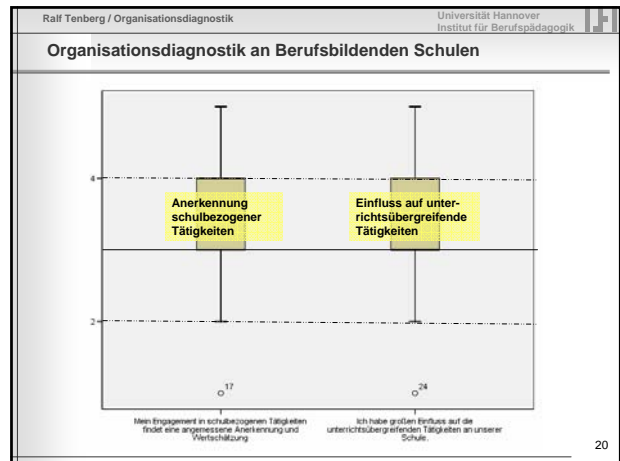 Ralf Tenberg / Organisationsdiagnostik
Universität Hannover
Institut für Berufspädagogik
Organisationsdiagnostik an Berufsbildenden Schulen
4
Anerkennung
schulbezogener
Tätigkeiten
Einfluss auf unter-
richtsübergreifende
Tätigkeiten
2
17
24
Mein Engagement in schulbezogenen Tätigkeiten
findet eine angemessene Anerkennung und
Wertschätzung
Ich habe großen Einfluss auf die
unterrichtsübergreifenden Tätigkeiten an unserer
Schule.
20